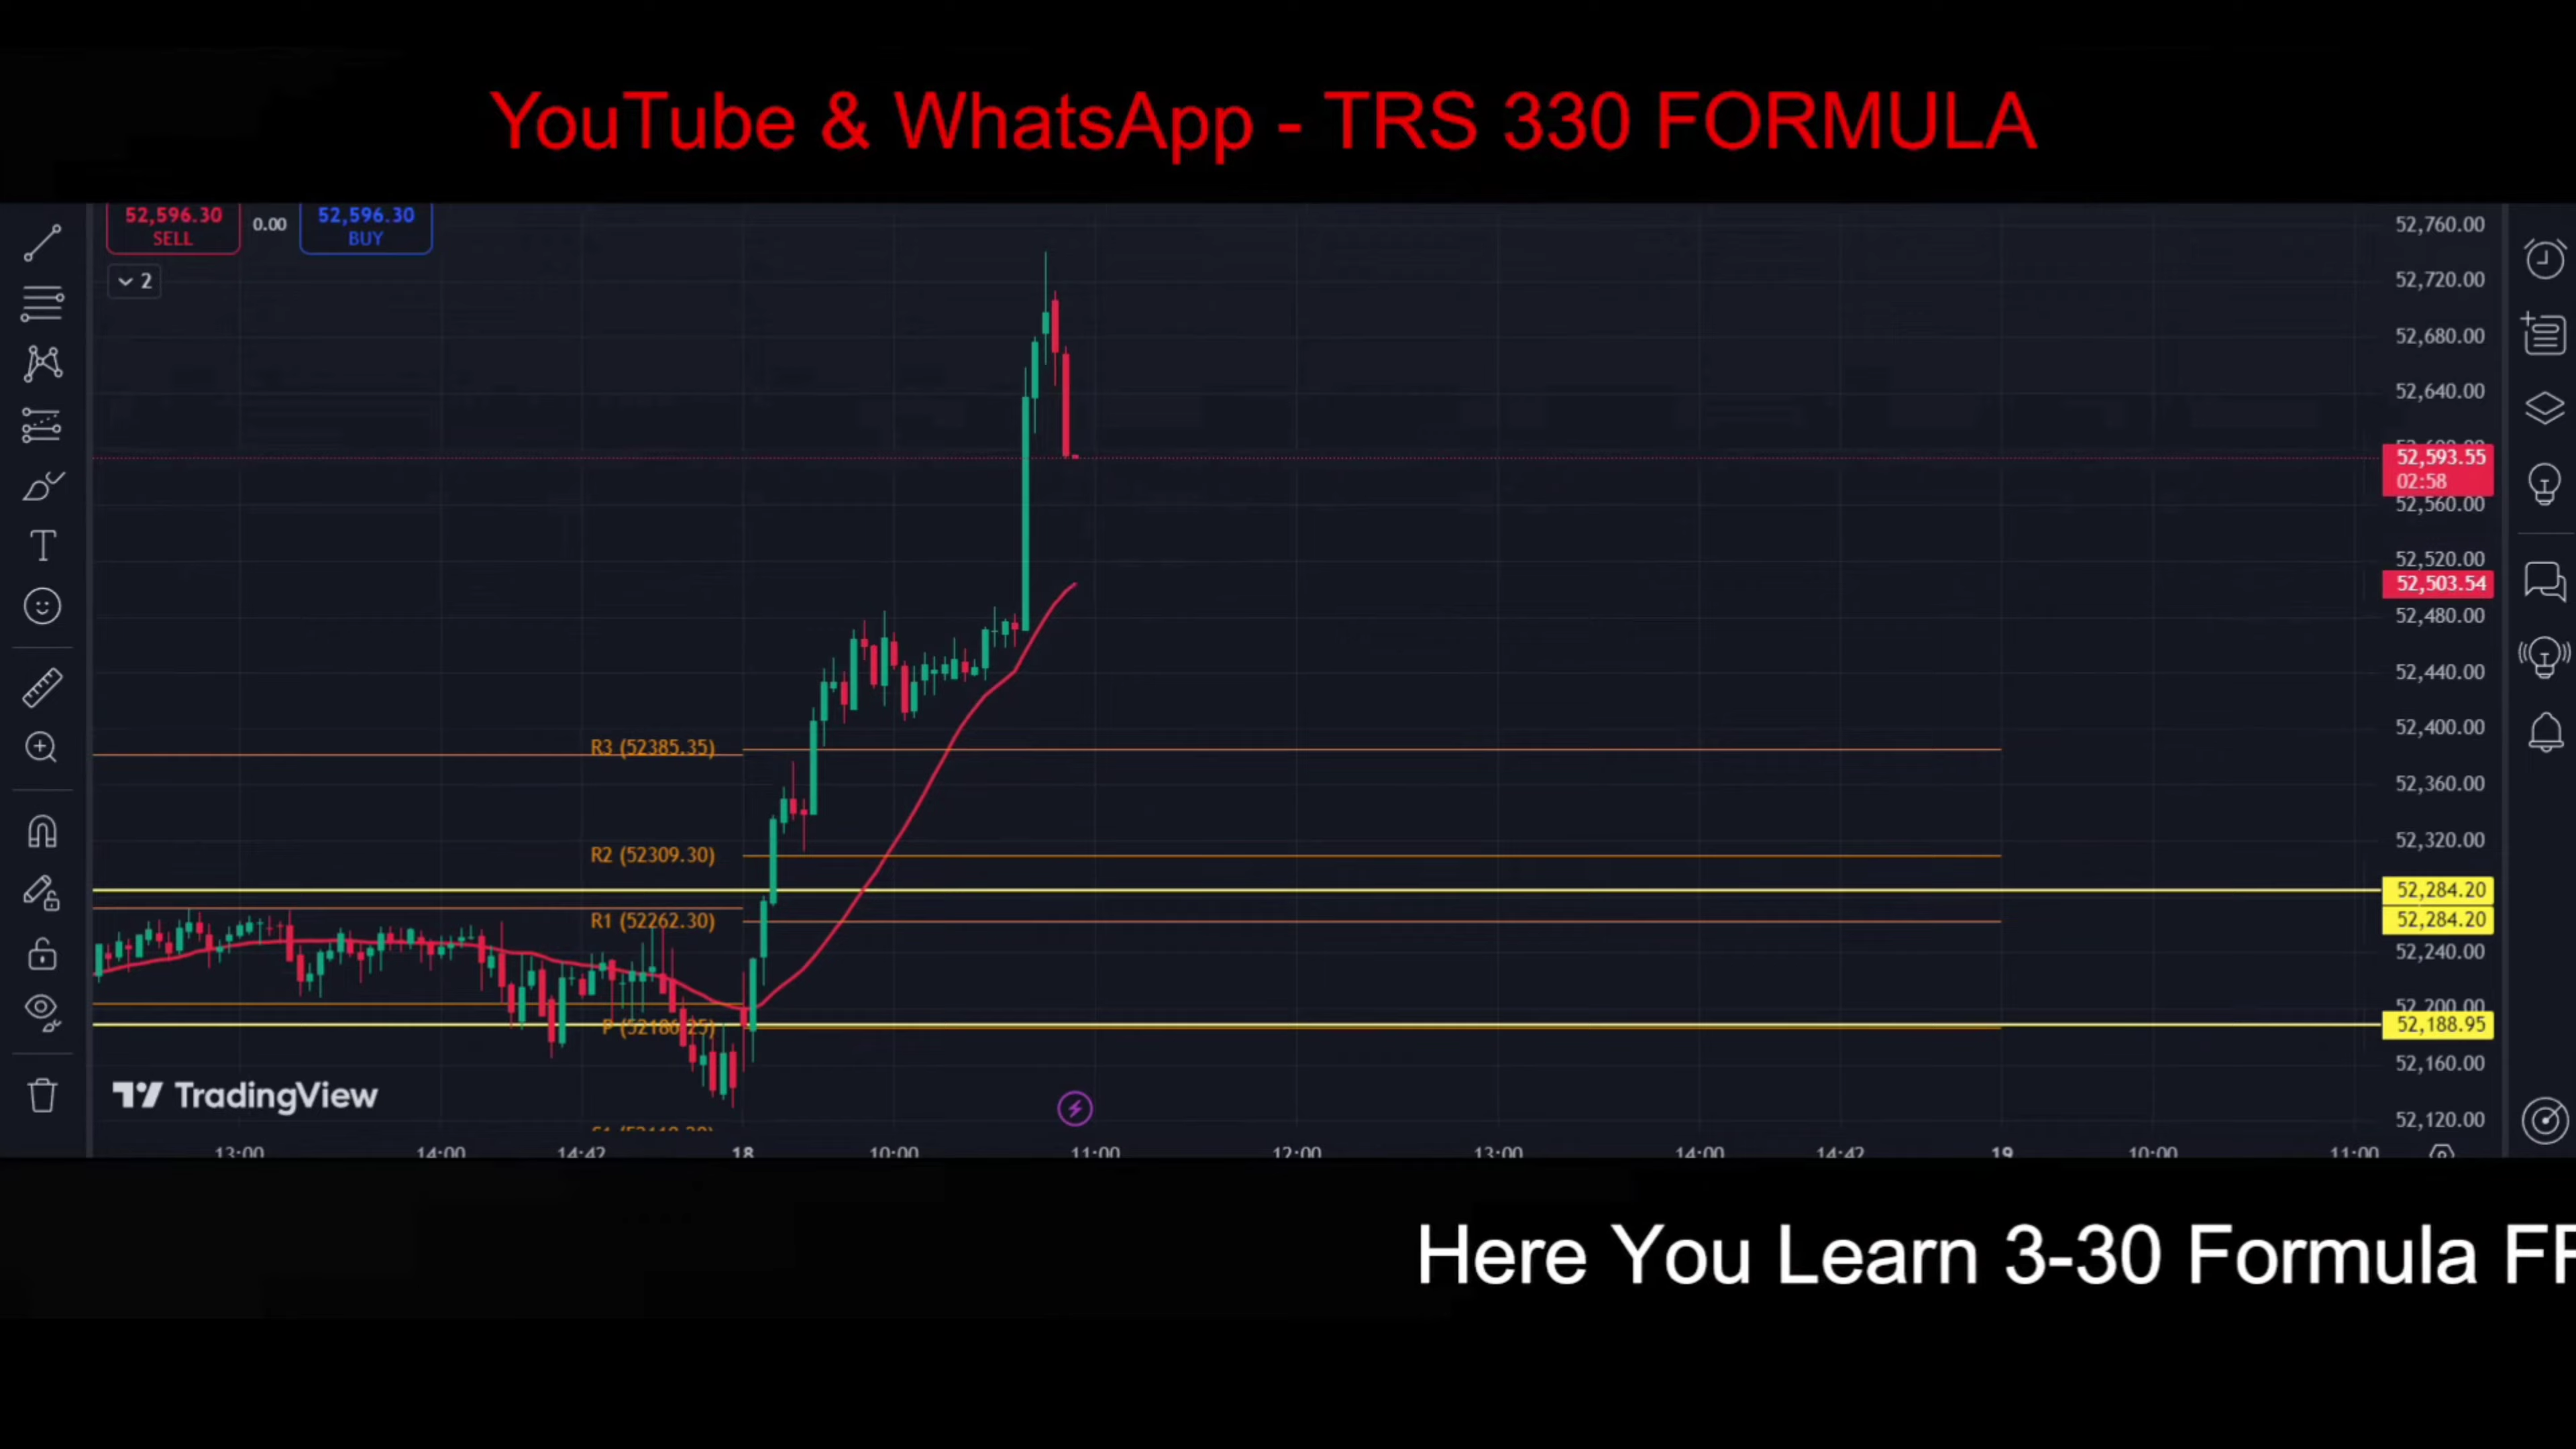 YouTube & WhatsApp - TRS 330 FORMULA
52,596.30
SELL
0.00
52,596.30
BUY
2
52,760.00
52,720.00
52,680.00
52,640.00
52,593.55
02:58
52,560.00
52,520.00
52,503.54
52,480.00
52,440.00
52,400.00
R3 (52385.35)
52,360.00
52,320.00
R2 (52309.30)
52,284.20
R1 (52262.30)
52,284.20
52,240.00
52,200.00
P (52186.25)
52,188.95
52,160.00
TradingView
52,120.00
13:00 14:00 14:42 18 10:00 11:00 12:00 13:00 14:00 14:42 19 10:00 11:00
Here You Learn 3-30 Formula